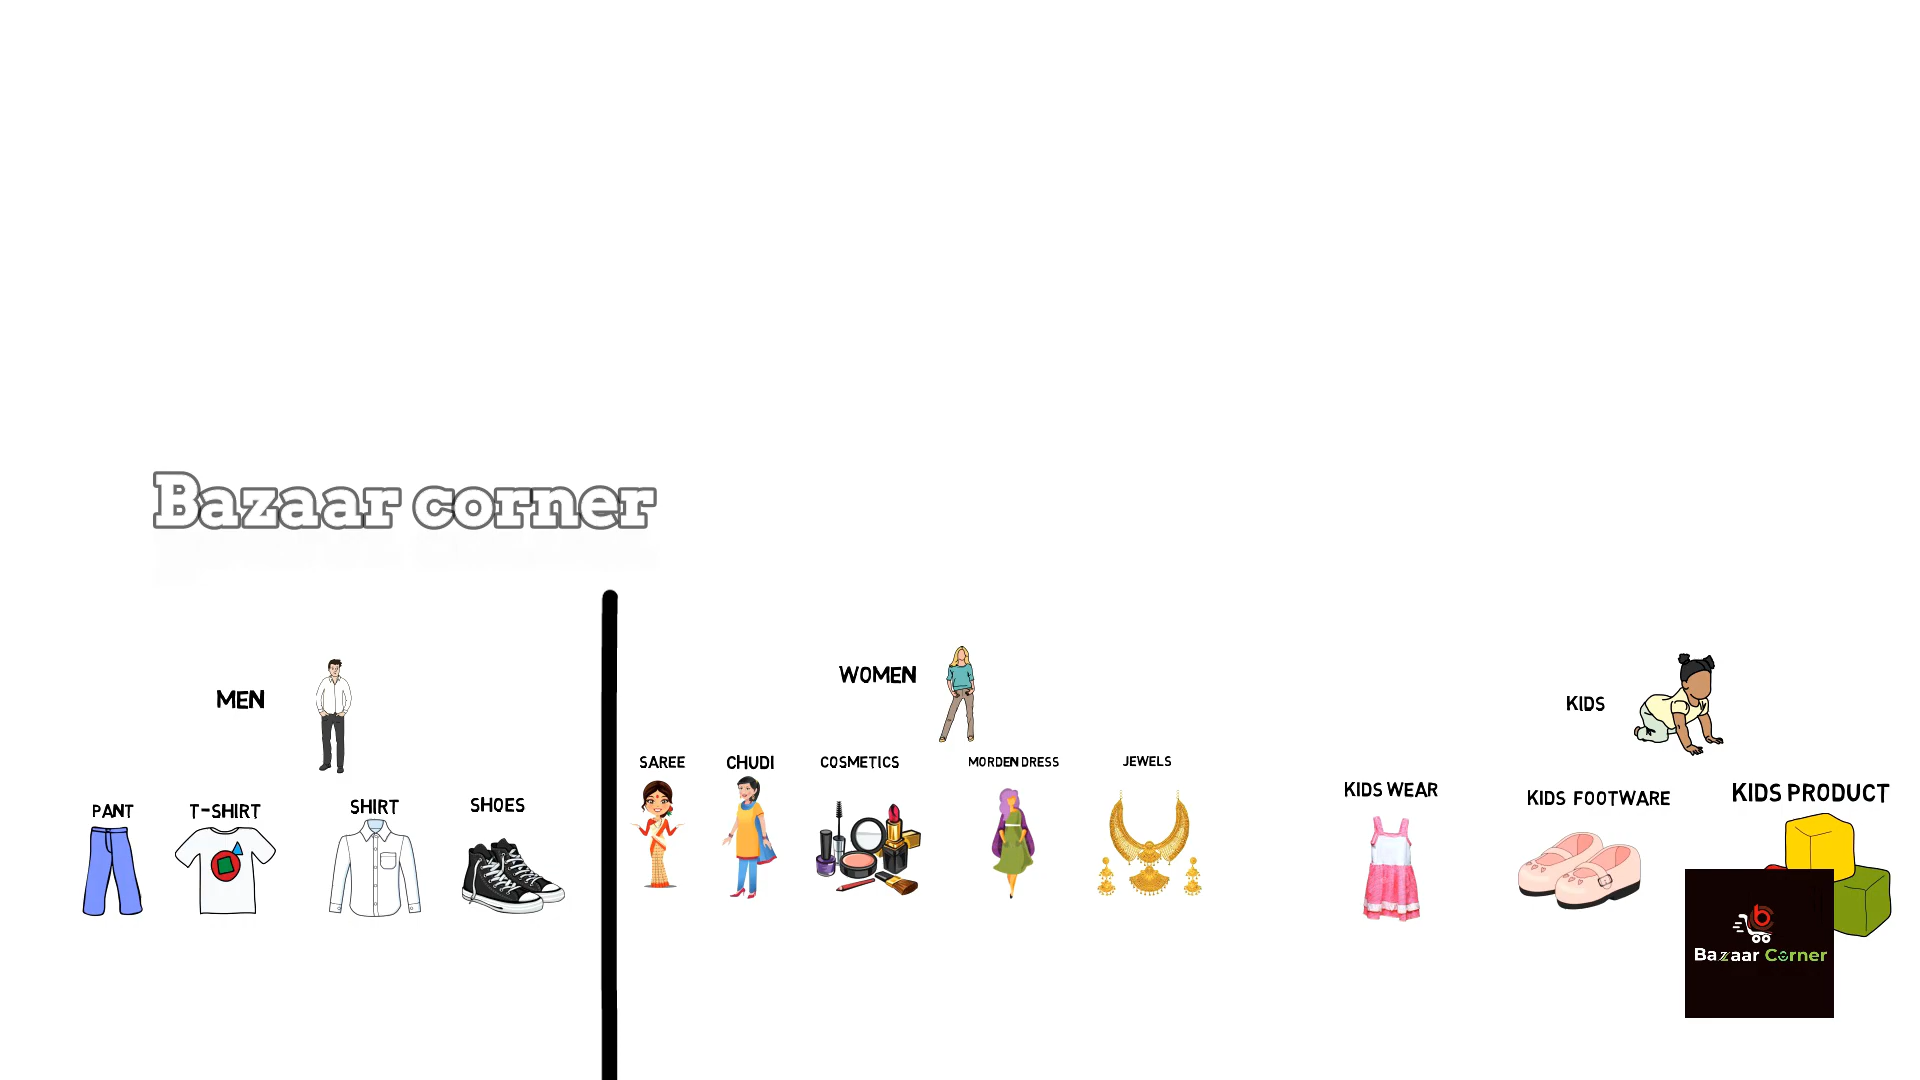 Bazaar corner
MEN
PANT
T-SHIRT
SHIRT
SHOES
WOMEN
SAREE
CHUDI
COSMETICS
MORDEN DRESS
JEWELS
KIDS
KIDS WEAR
KIDS FOOTWARE
KIDS PRODUCT
b
Bazaar Corner